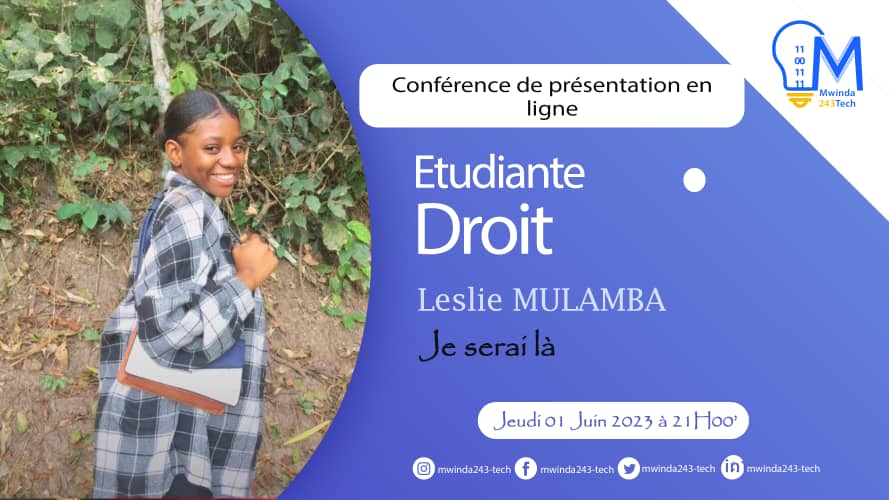 11
00
11
11
M
Mwinda
243Tech
Conférence de présentation en
ligne
Etudiante
Droit
Leslie MULAMBA
Je serai là
Jeudi 01 Juin 2023 à 21H00’
mwinda243-tech mwinda243-tech mwinda243-tech in mwinda243-tech